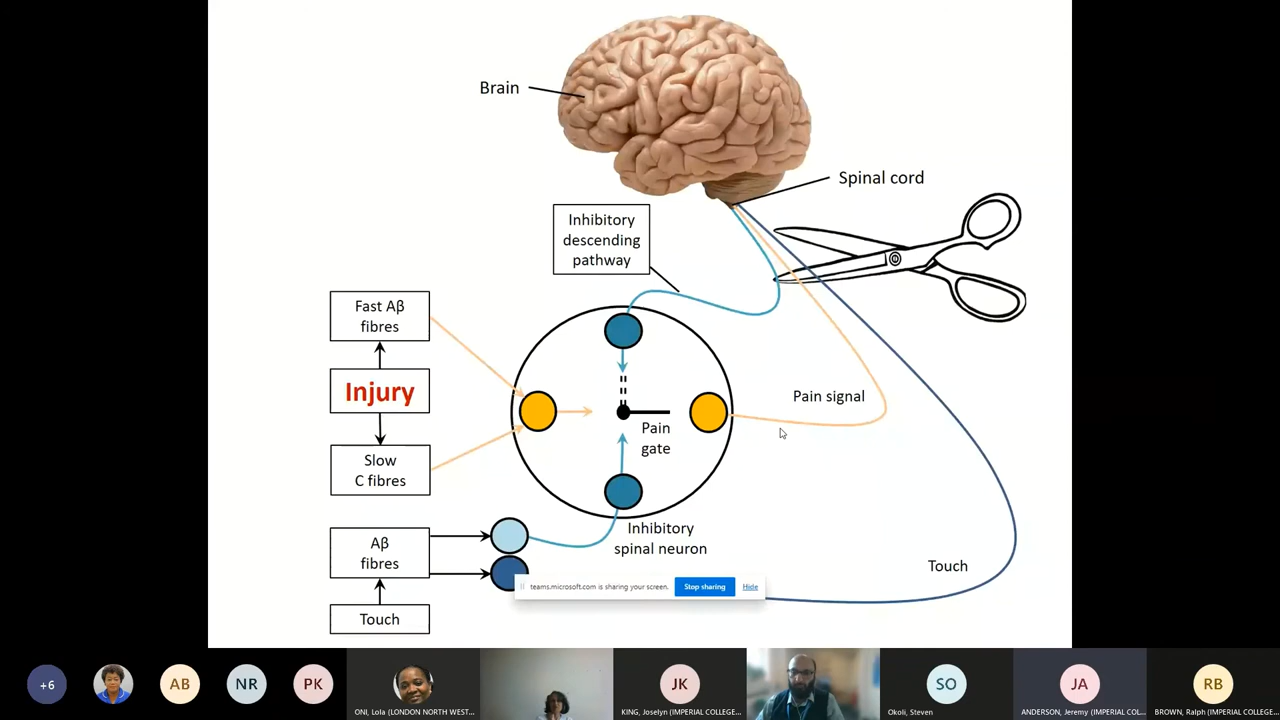 Brain
Spinal cord
Inhibitory
descending
pathway
Fast Aβ
fibres
Injury
Slow
C fibres
Pain signal
Pain
gate
Inhibitory
spinal neuron
Aβ
fibres
Touch
Touch
teams.microsoft.com is sharing your screen.
Stop sharing
Hide
+6
AB
NR
PK
ONI, Lola (LONDON NORTH WEST...
JK
KING, Joselyn (IMPERIAL COLLEGE...
SO
Okoli, Steven
JA
ANDERSON, Jeremy (IMPERIAL COL...
RB
BROWN, Ralph (IMPERIAL COLLEGE...